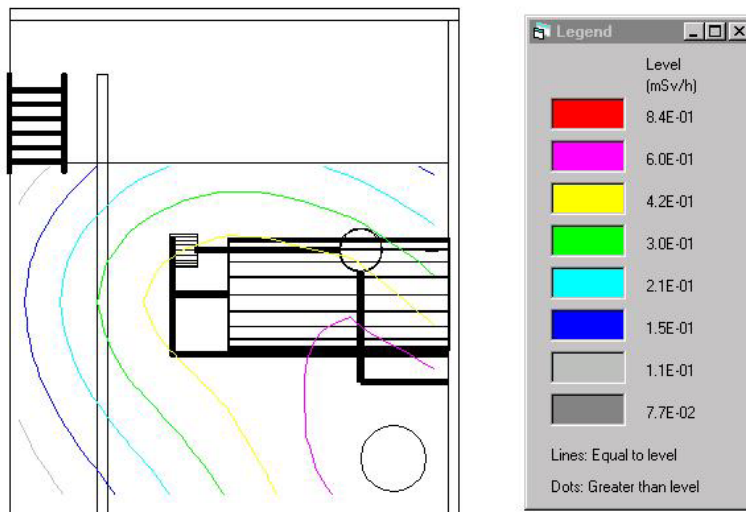 Legend
Level
(mSv/h)
8.4E-01
6.0E-01
4.2E-01
3.0E-01
2.1E-01
1.5E-01
1.1E-01
7.7E-02
Lines: Equal to level
Dots: Greater than level